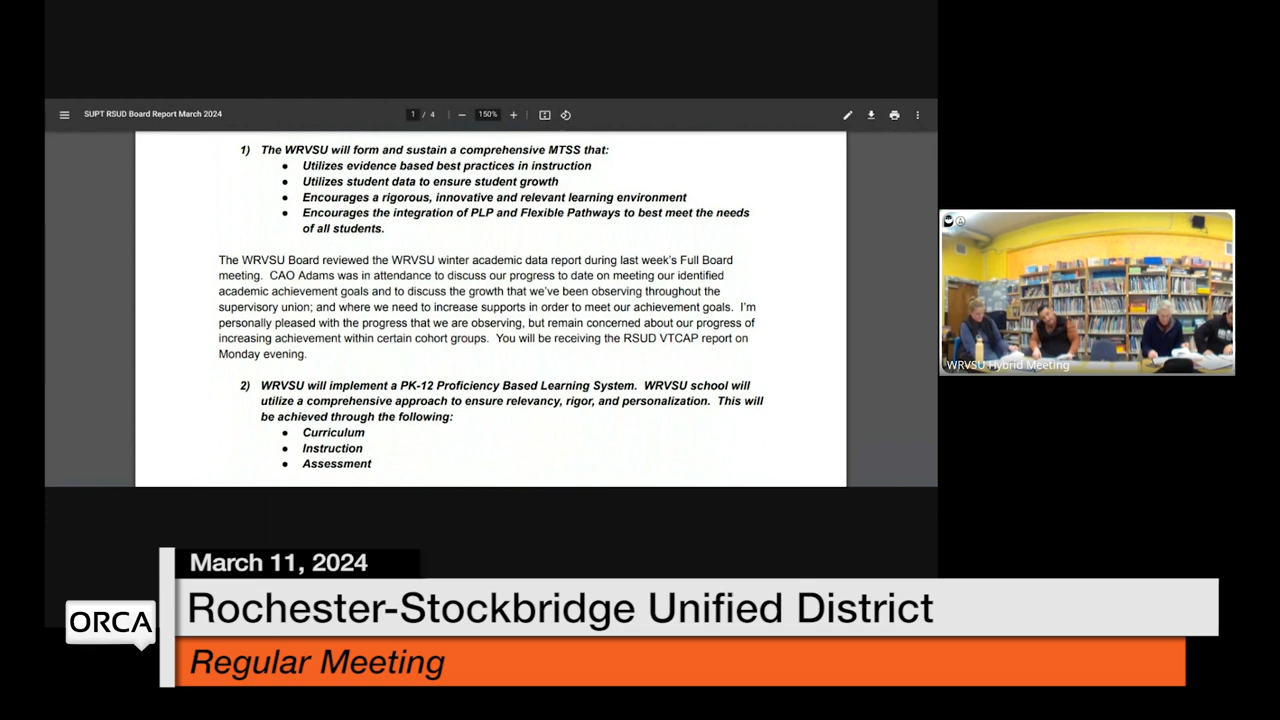 SUPT RSUD Board Report March 2024
1 / 4
150%
1) The WRVSU will form and sustain a comprehensive MTSS that:
● Utilizes evidence based best practices in instruction
● Utilizes student data to ensure student growth
● Encourages a rigorous, innovative and relevant learning environment
● Encourages the integration of PLP and Flexible Pathways to best meet the needs
of all students.
The WRVSU Board reviewed the WRVSU winter academic data report during last week's Full Board
meeting. CAO Adams was in attendance to discuss our progress to date on meeting our identified
academic achievement goals and to discuss the growth that we've been observing throughout the
supervisory union; and where we need to increase supports in order to meet our achievement goals. I'm
personally pleased with the progress that we are observing, but remain concerned about our progress of
increasing achievement within certain cohort groups. You will be receiving the RSUD VTCAP report on
Monday evening.
2) WRVSU will implement a PK-12 Proficiency Based Learning System. WRVSU school will
utilize a comprehensive approach to ensure relevancy, rigor, and personalization. This will
be achieved through the following:
● Curriculum
● Instruction
● Assessment
WRVSU Hybrid Meeting
March 11, 2024
ORCA
Rochester-Stockbridge Unified District
Regular Meeting